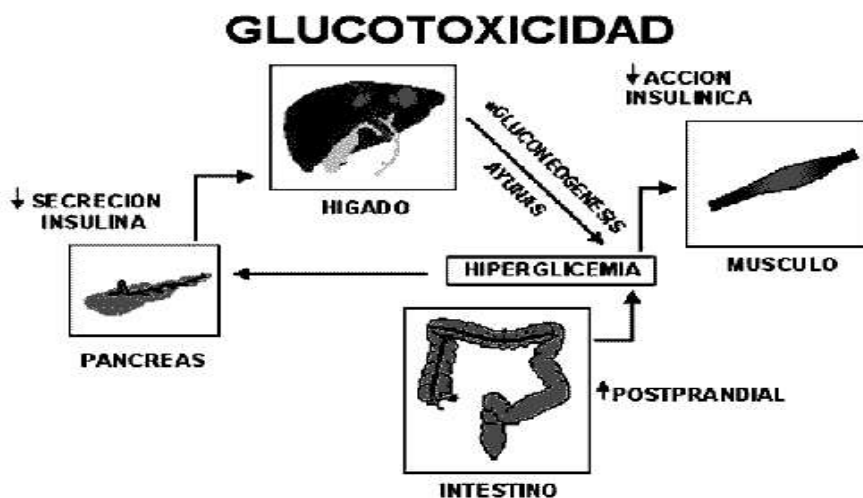 GLUCOTOXICIDAD
↓ ACCION
INSULINICA
GLUCONEOGENESIS
AYUNAS
HIGADO
↓ SECRECION
INSULINA
HIPERGLICEMIA
MUSCULO
PANCREAS
↑ POSTPRANDIAL
INTESTINO